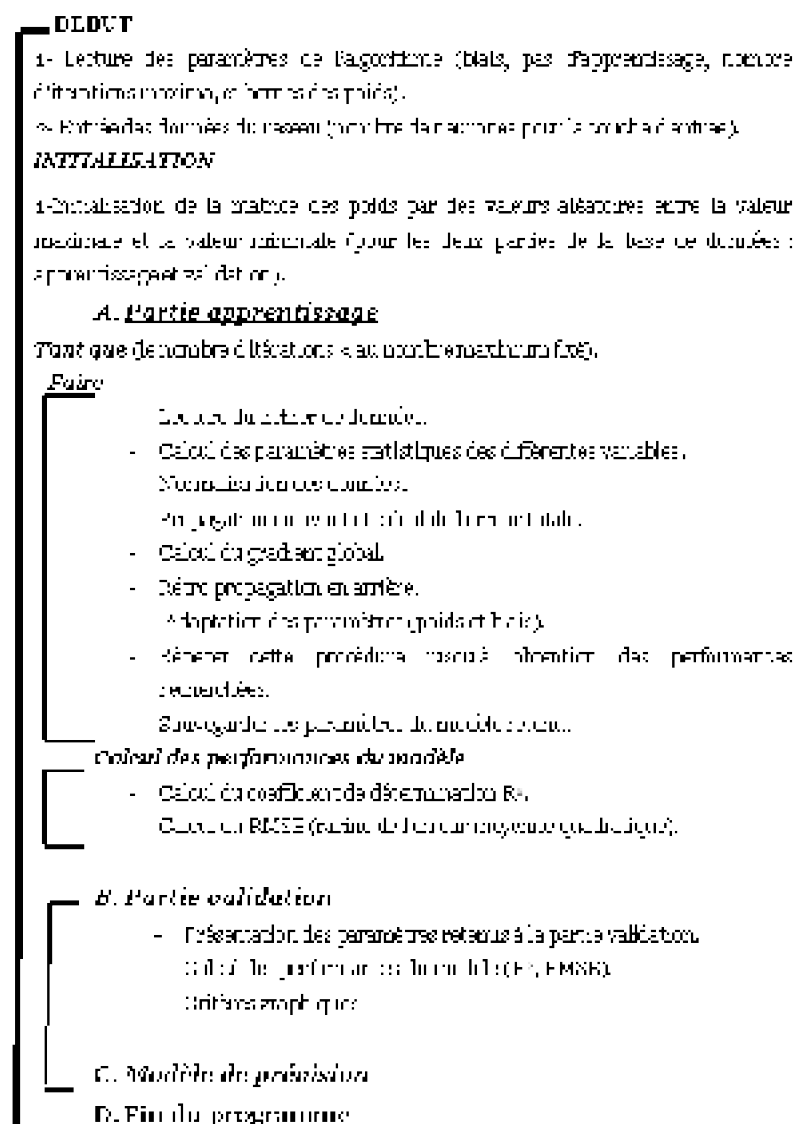 DEBUT
1- Lecture des paramètres de l'algorithme (biais, pas d'apprentissage, nombre
d'itérations maxima, et bornes des poids).
2- Entrée des données du réseau (nombre de neurones pour la couche d'entrée).
INITIALISATION
1-Initialisation de la matrice des poids par des valeurs aléatoires entre la valeur
maximale et la valeur minimale (pour les deux parties de la base de données :
apprentissage et validation).
A. Partie apprentissage
Tant que (le nombre d'itérations < au nombre maximum fixé).
Faire
Lecture du fichier de données.
- Calcul des paramètres statistiques des différentes variables.
Normalisation des données.
Propagation avant et calcul de l'erreur totale.
- Calcul du gradient global.
- Rétro propagation en arrière.
Adaptation des paramètres (poids et biais).
- Répéter cette procédure jusqu'à obtention des performances
recherchées.
Sauvegarder les paramètres du modèle retenu.
Calcul des performances du modèle
- Calcul du coefficient de détermination R².
Calcul du RMSE (racine de l'erreur moyenne quadratique).
B. Partie validation
- Présentation des paramètres retenus à la partie validation.
Calcul des performances du modèle (R², RMSE).
Critères graphiques
C. Modèle de prévision
D. Fin du programme